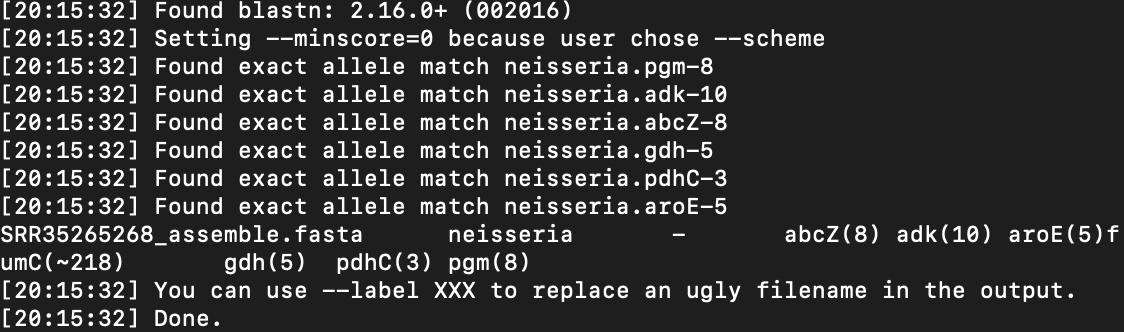 [20:15:32] Found blastn: 2.16.0+ (002016)
[20:15:32] Setting --minscore=0 because user chose --scheme
[20:15:32] Found exact allele match neisseria.pgm-8
[20:15:32] Found exact allele match neisseria.adk-10
[20:15:32] Found exact allele match neisseria.abcZ-8
[20:15:32] Found exact allele match neisseria.gdh-5
[20:15:32] Found exact allele match neisseria.pdhC-3
[20:15:32] Found exact allele match neisseria.aroE-5
SRR35265268_assemble.fasta      neisseria       -       abcZ(8) adk(10) aroE(5)f
umC(~218)       gdh(5)  pdhC(3) pgm(8)
[20:15:32] You can use --label XXX to replace an ugly filename in the output.
[20:15:32] Done.